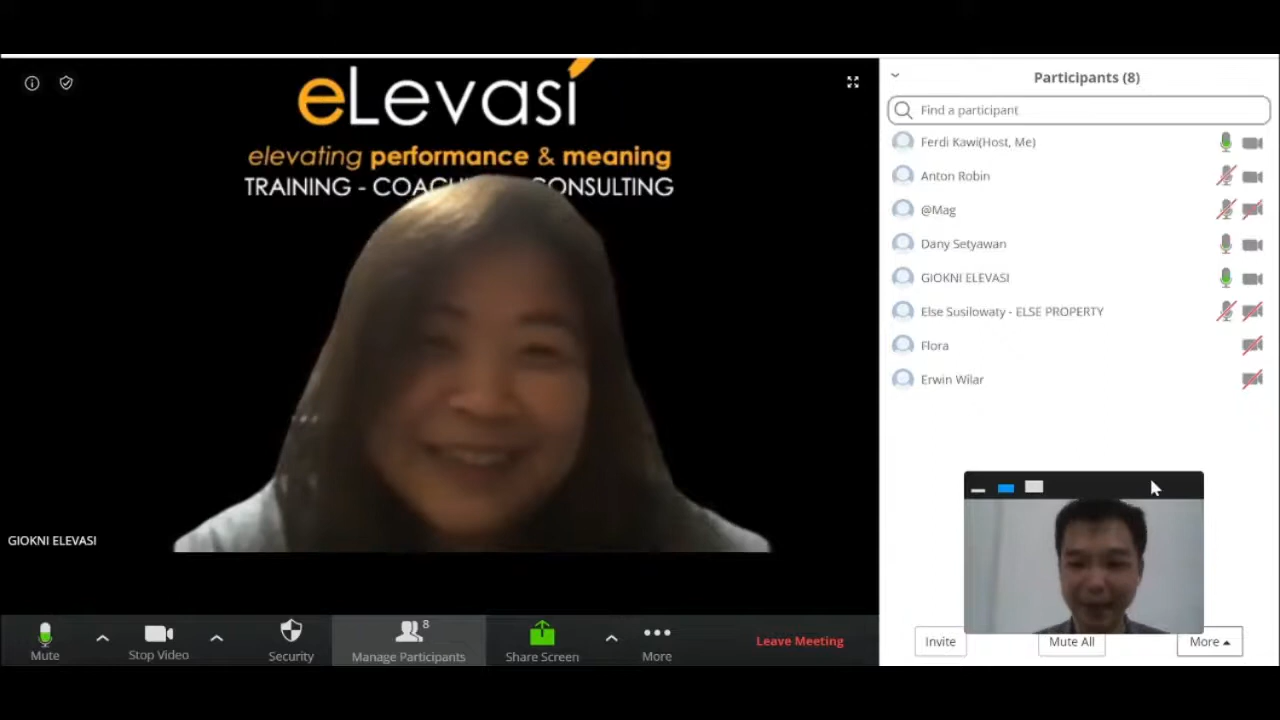 eLevasí
elevating performance & meaning
TRAINING - COACH CONSULTING
GIOKNI ELEVASI
Mute
Stop Video
Security
8
Manage Participants
Share Screen
More
Leave Meeting
Participants (8)
Find a participant
Ferdi Kawi(Host, Me)
Anton Robin
@Mag
Dany Setyawan
GIOKNI ELEVASI
Else Susilowaty - ELSE PROPERTY
Flora
Erwin Wilar
Invite
Mute All
More